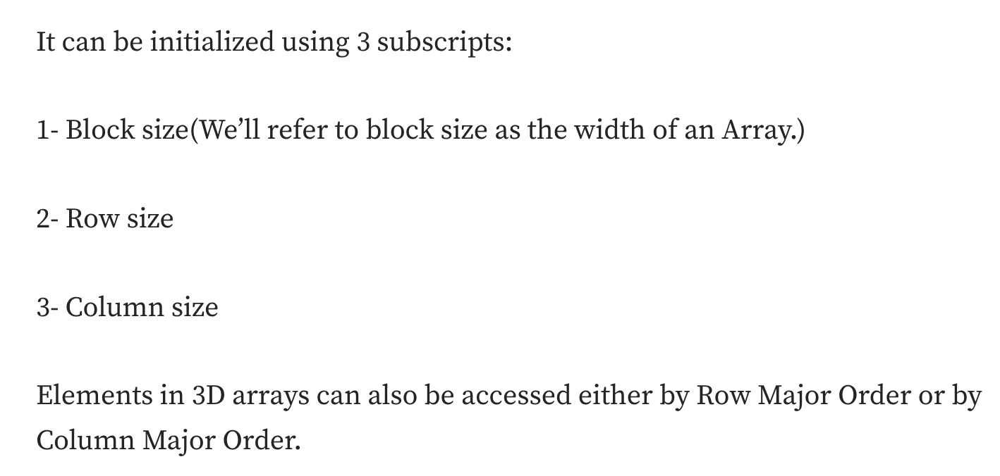 It can be initialized using 3 subscripts:
1- Block size(We’ll refer to block size as the width of an Array.)
2- Row size
3- Column size
Elements in 3D arrays can also be accessed either by Row Major Order or by
Column Major Order.